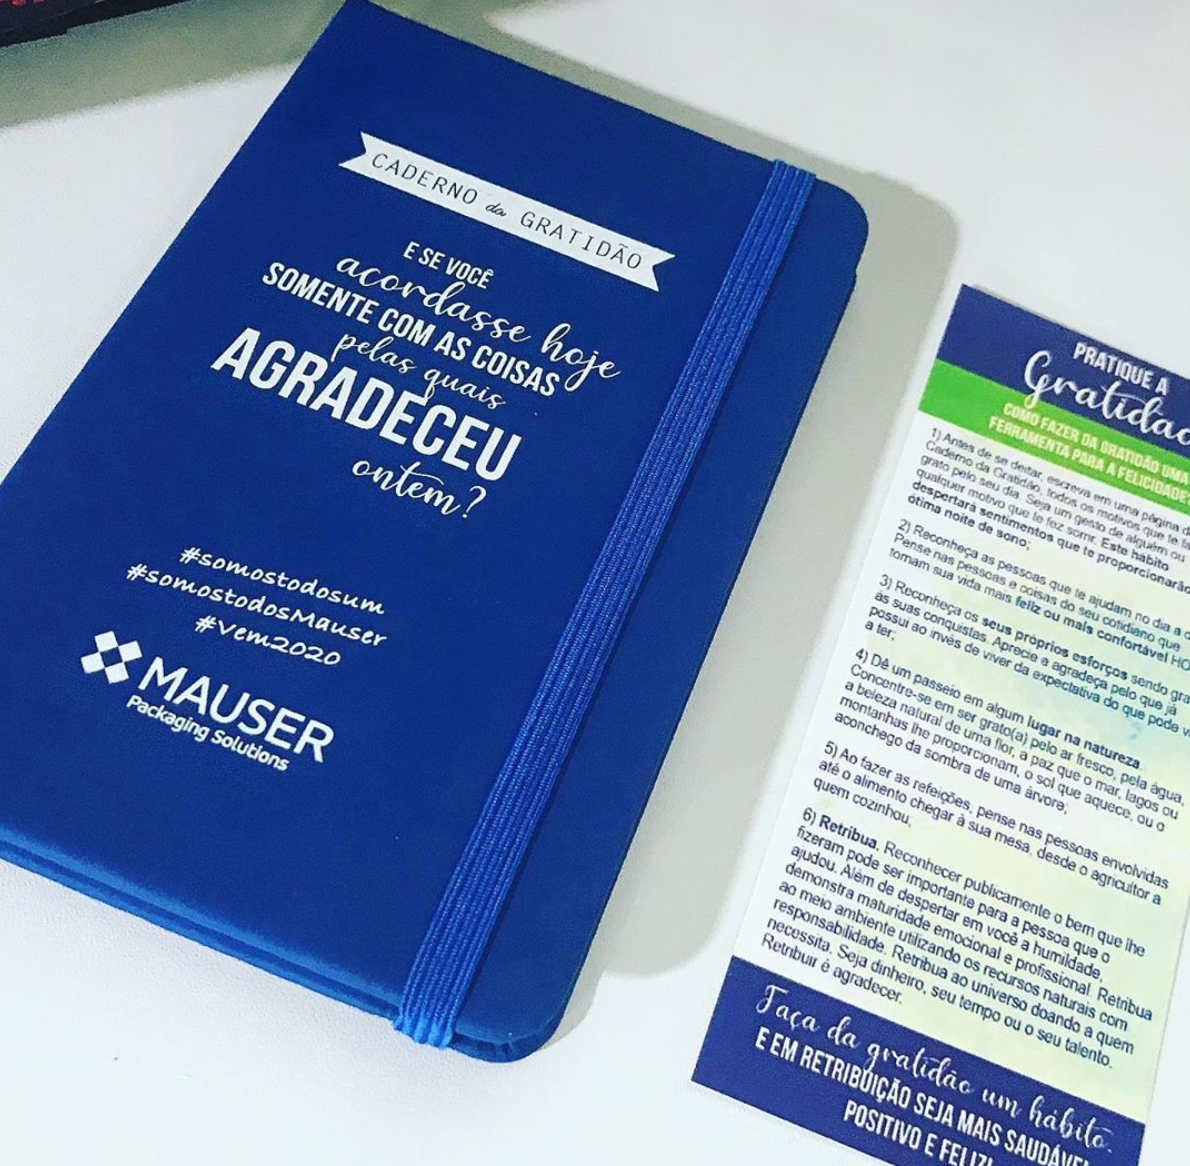 CADERNO da GRATIDÃO
E SE VOCÊ
acordasse hoje
SOMENTE COM AS COISAS
pelas quais
AGRADECEU
ontem?
#somostodosum
#somostodosMauser
#vem2020
MAUSER
Packaging Solutions
PRATIQUE A
Gratidão
COMO FAZER DA GRATIDÃO UMA
FERRAMENTA PARA A FELICIDADE
1) Antes de se deitar, escreva em uma página d
Caderno da Gratidão, todos os motivos que te fa
grato pelo seu dia. Seja um gesto de alguém ou
qualquer motivo que te fez sorrir. Este hábito
despertará sentimentos que te proporcionarão
ótima noite de sono;
2) Reconheça as pessoas que te ajudam no dia a d
Pense nas pessoas e coisas do seu cotidiano que
tornam sua vida mais feliz ou mais confortável HO
3) Reconheça os seus próprios esforços sendo gra
às suas conquistas. Aprecie a agradeça pelo que já
possui ao invés de viver da expectativa do que pode v
a ter;
4) Dê um passeio em algum lugar na natureza.
Concentre-se em ser grato(a) pelo ar fresco, pela água,
a beleza natural de uma flor, a paz que o mar, lagos ou
montanhas lhe proporcionam, o sol que aquece, ou o
aconchego da sombra de uma árvore;
5) Ao fazer as refeições, pense nas pessoas envolvidas
até o alimento chegar à sua mesa, desde o agricultor a
quem cozinhou;
6) Retribua. Reconhecer publicamente o bem que lhe
fizeram pode ser importante para a pessoa que o
ajudou. Além de despertar em você a humildade,
demonstra maturidade emocional e profissional. Retribua
ao meio ambiente utilizando os recursos naturais com
responsabilidade. Retribua ao universo doando a quem
necessita. Seja dinheiro, seu tempo ou o seu talento.
Retribuir é agradecer.
Faça da gratidão um hábito.
E EM RETRIBUIÇÃO SEJA MAIS SAUDÁVEL
POSITIVO E FELIZ!